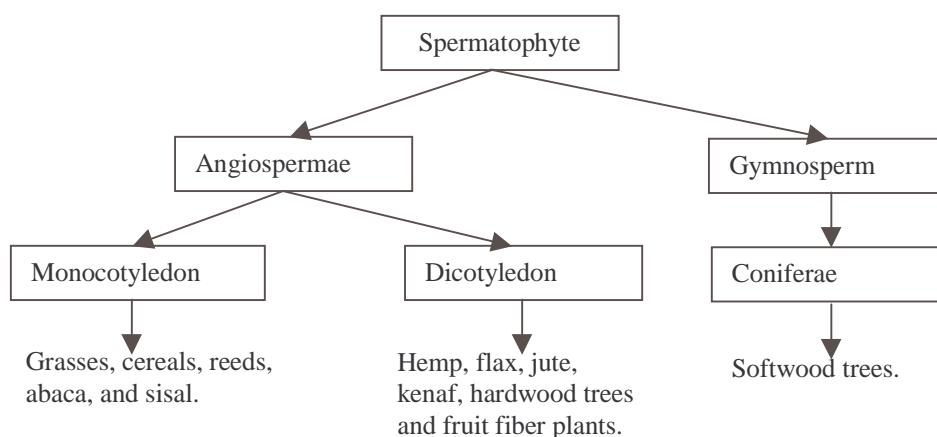 Spermatophyte
Angiospermae
Gymnosperm
Monocotyledon
Dicotyledon
Coniferae
Grasses, cereals, reeds,
abaca, and sisal.
Hemp, flax, jute,
kenaf, hardwood trees
and fruit fiber plants.
Softwood trees.